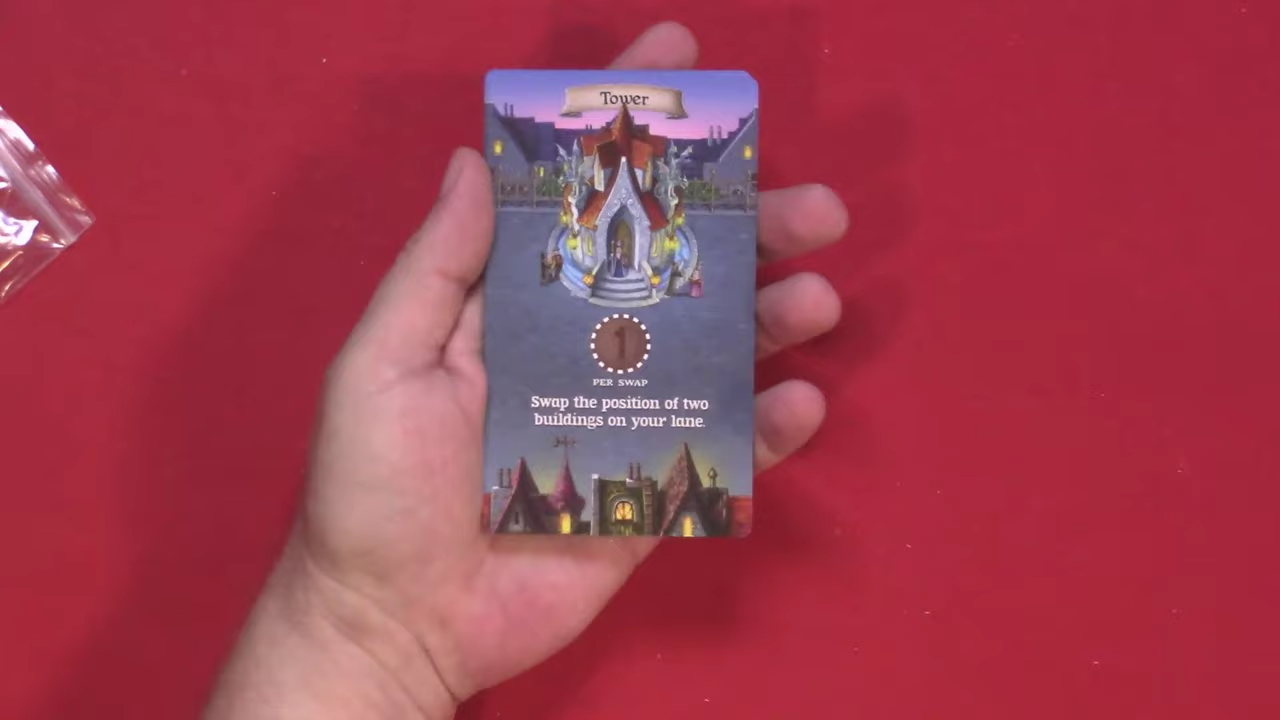 Tower
1
PER SWAP
Swap the position of two
buildings on your lane.